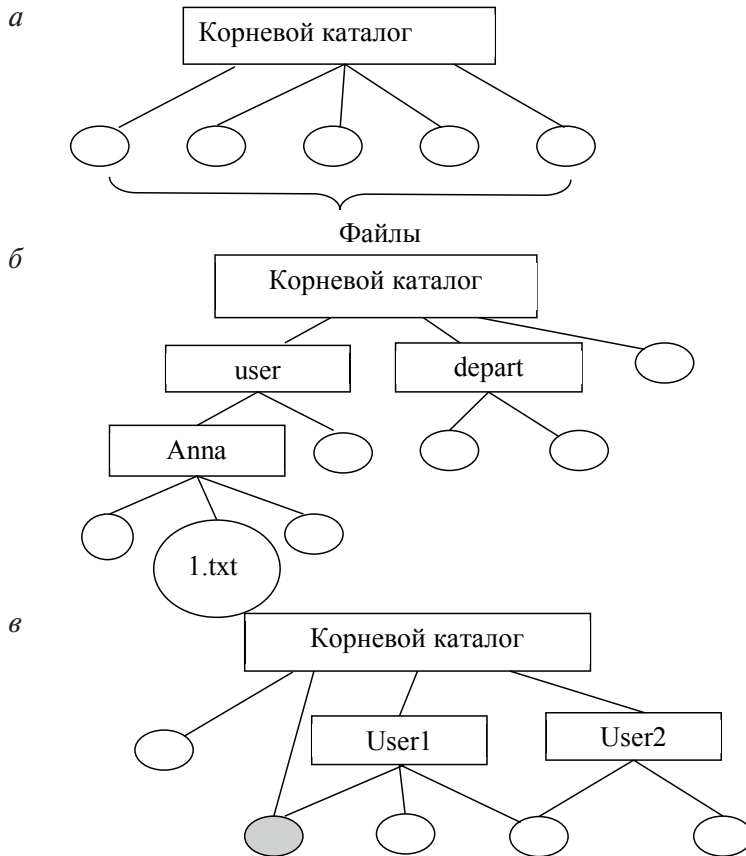 а
Корневой каталог
Файлы
б
Корневой каталог
user
depart
Anna
1.txt
в
Корневой каталог
User1
User2